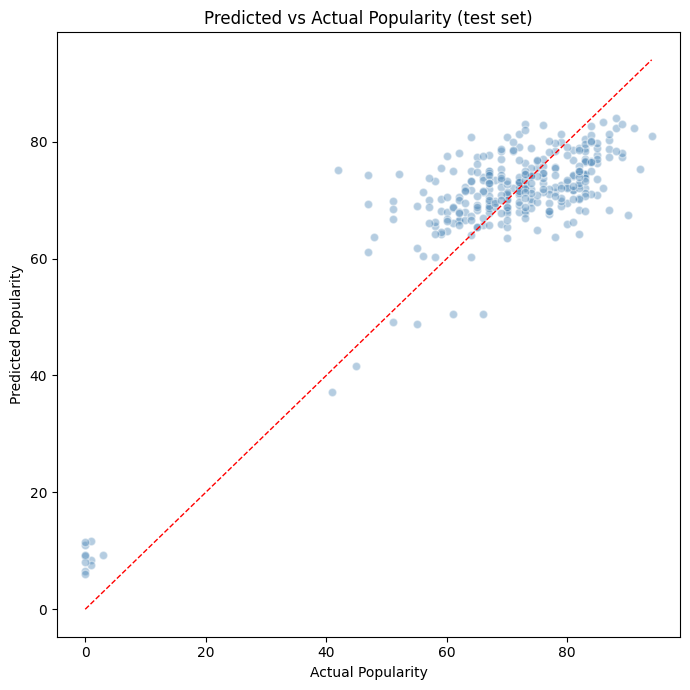 Predicted vs Actual Popularity (test set)
Predicted Popularity
80
60
40
20
0
0 20 40 60 80
Actual Popularity